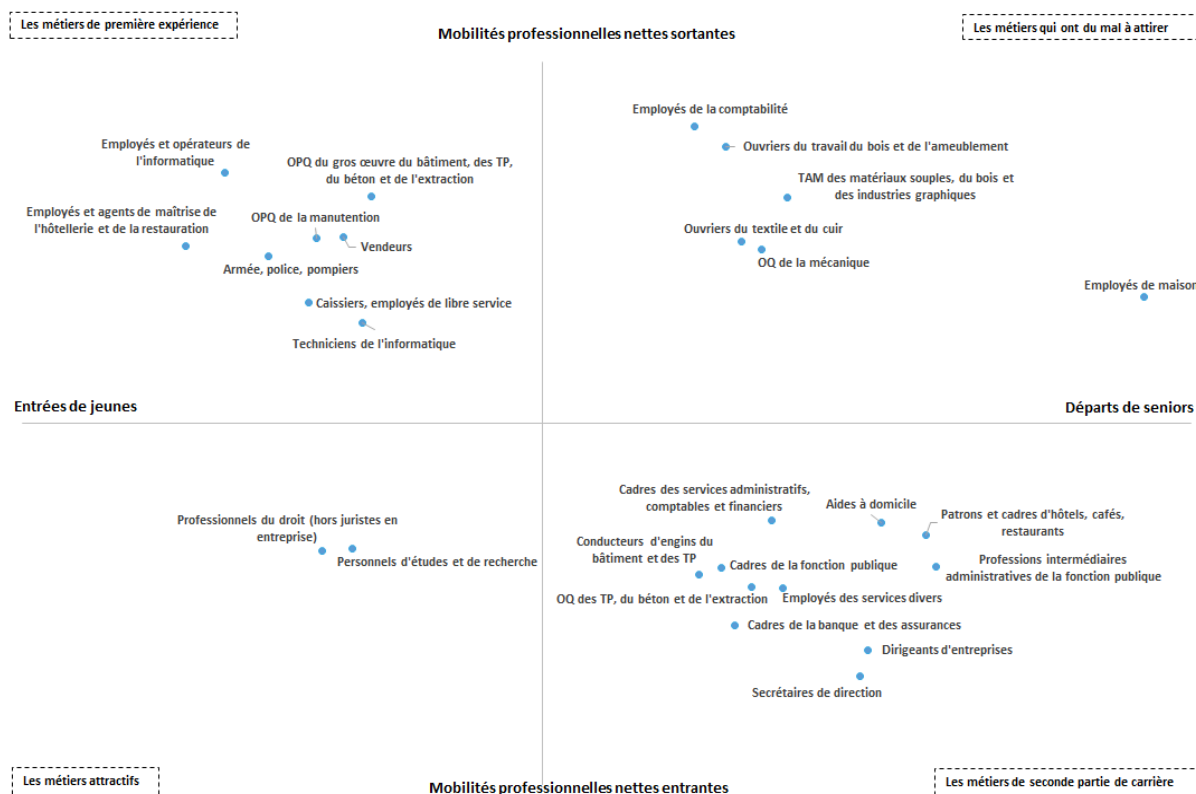 Les métiers de première expérience
Mobilités professionnelles nettes sortantes
Les métiers qui ont du mal à attirer
Employés de la comptabilité
Employés et opérateurs de
l'informatique
Ouvriers du travail du bois et de l'ameublement
OPQ du gros œuvre du bâtiment, des TP,
du béton et de l'extraction
TAM des matériaux souples, du bois et
des industries graphiques
Employés et agents de maîtrise de
l'hôtellerie et de la restauration
OPQ de la manutention
Vendeurs
Ouvriers du textile et du cuir
OQ de la mécanique
Armée, police, pompiers
Employés de maison
Caissiers, employés de libre service
Techniciens de l'informatique
Entrées de jeunes
Départs de seniors
Cadres des services administratifs,
comptables et financiers
Aides à domicile
Patrons et cadres d'hôtels, cafés,
restaurants
Professionnels du droit (hors juristes en
entreprise)
Personnels d'études et de recherche
Conducteurs d'engins du
bâtiment et des TP
Cadres de la fonction publique
Professions intermédiaires
administratives de la fonction publique
OQ des TP, du béton et de l'extraction
Employés des services divers
Cadres de la banque et des assurances
Dirigeants d'entreprises
Secrétaires de direction
Les métiers attractifs
Mobilités professionnelles nettes entrantes
Les métiers de seconde partie de carrière